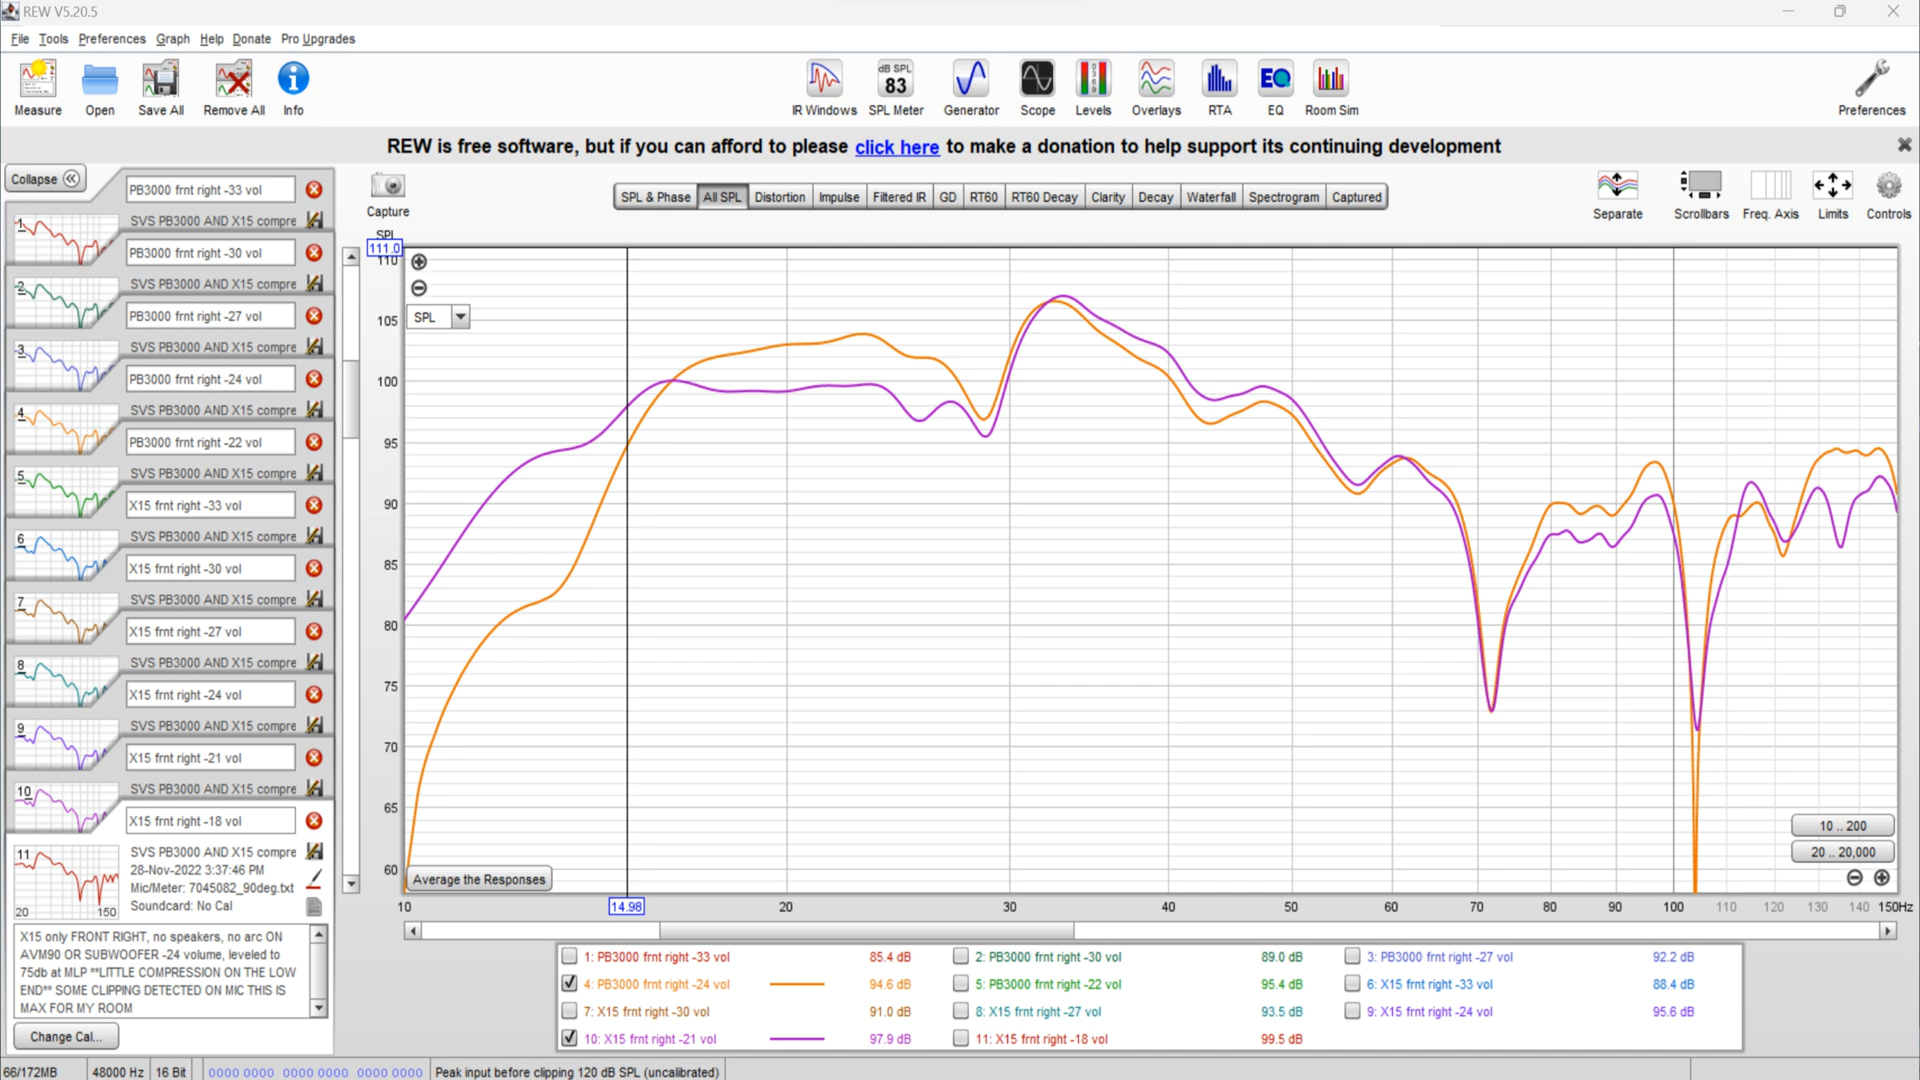 REW V5.20.5
File Tools Preferences Graph Help Donate Pro Upgrades
Measure Open Save All Remove All Info
dB SPL
83
EQ
IR Windows SPL Meter Generator Scope Levels Overlays RTA EQ Room Sim Preferences
REW is free software, but if you can afford to please click here to make a donation to help support its continuing development
Collapse
Capture
SPL & Phase All SPL Distortion Impulse Filtered IR GD RT60 RT60 Decay Clarity Decay Waterfall Spectrogram Captured
Separate Scrollbars Freq. Axis Limits Controls
PB3000 frnt right -33 vol
1 SVS PB3000 AND X15 compre
PB3000 frnt right -30 vol
2 SVS PB3000 AND X15 compre
PB3000 frnt right -27 vol
3 SVS PB3000 AND X15 compre
PB3000 frnt right -24 vol
4 SVS PB3000 AND X15 compre
PB3000 frnt right -22 vol
5 SVS PB3000 AND X15 compre
X15 frnt right -33 vol
6 SVS PB3000 AND X15 compre
X15 frnt right -30 vol
7 SVS PB3000 AND X15 compre
X15 frnt right -27 vol
8 SVS PB3000 AND X15 compre
X15 frnt right -24 vol
9 SVS PB3000 AND X15 compre
X15 frnt right -21 vol
10 SVS PB3000 AND X15 compre
X15 frnt right -18 vol
11 SVS PB3000 AND X15 compre
28-Nov-2022 3:37:46 PM
Mic/Meter: 7045082_90deg.txt
Soundcard: No Cal
20 150
X15 only FRONT RIGHT, no speakers, no arc ON
AVM90 OR SUBWOOFER -24 volume, leveled to
75db at MLP **LITTLE COMPRESSION ON THE LOW
END** SOME CLIPPING DETECTED ON MIC THIS IS
MAX FOR MY ROOM
Change Cal...
SPL
111.0
110
SPL
105
100
95
90
85
80
75
70
65
60
10 .. 200
20 .. 20,000
Average the Responses
10 14.98 20 30 40 50 60 70 80 90 100 110 120 130 140 150Hz
1: PB3000 frnt right -33 vol 85.4 dB 2: PB3000 frnt right -30 vol 89.0 dB 3: PB3000 frnt right -27 vol 92.2 dB
4: PB3000 frnt right -24 vol 94.6 dB 5: PB3000 frnt right -22 vol 95.4 dB 6: X15 frnt right -33 vol 88.4 dB
7: X15 frnt right -30 vol 91.0 dB 8: X15 frnt right -27 vol 93.5 dB 9: X15 frnt right -24 vol 95.6 dB
10: X15 frnt right -21 vol 97.9 dB 11: X15 frnt right -18 vol 99.5 dB
66/172MB 48000 Hz 16 Bit 0000 0000 0000 0000 0000 0000 Peak input before clipping 120 dB SPL (uncalibrated)